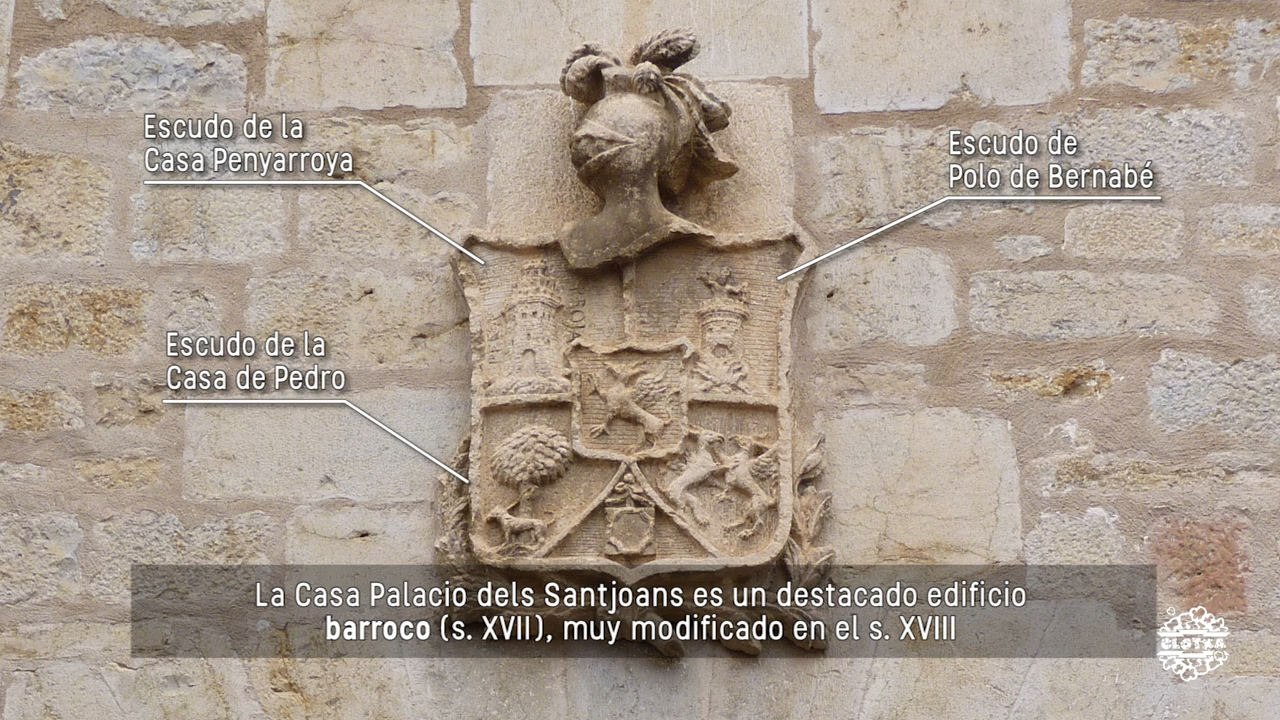 Escudo de la
Casa Penyarroya
Escudo de
Polo de Bernabé
Escudo de la
Casa de Pedro
La Casa Palacio dels Santjoans es un destacado edificio
barroco (s. XVII), muy modificado en el s. XVIII